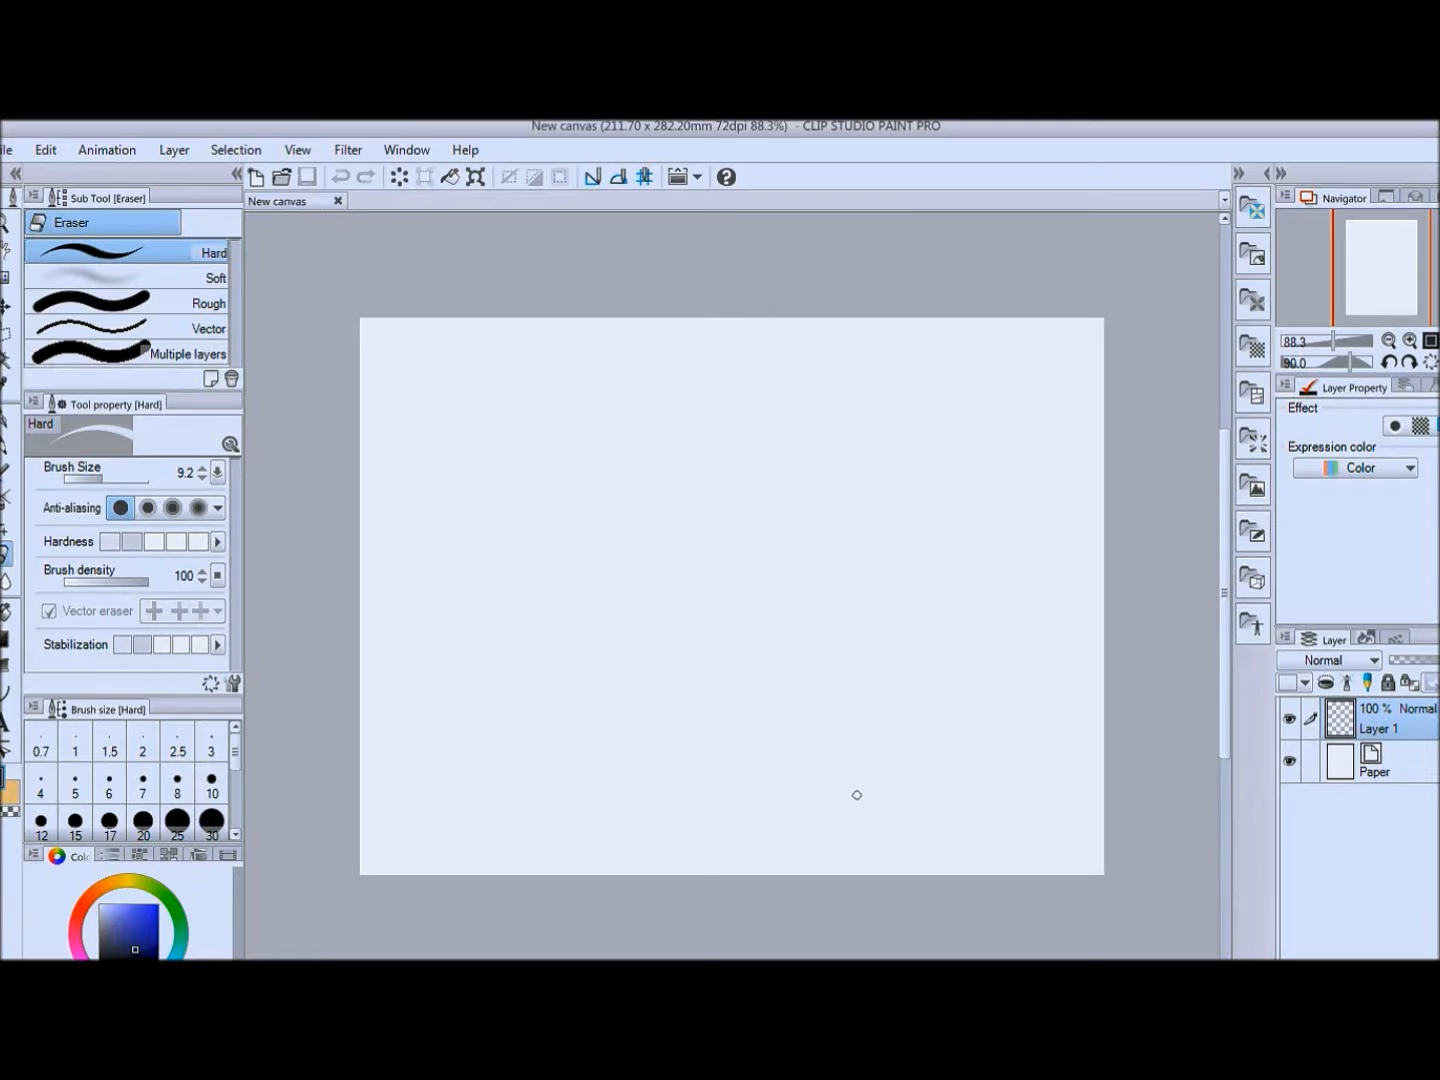 New canvas (211.70 x 282.20mm 72dpi 88.3%) - CLIP STUDIO PAINT PRO
ile Edit Animation Layer Selection View Filter Window Help
Sub Tool [Eraser]
New canvas
Navigator
Eraser
Hard
Soft
Rough
Vector
Multiple layers
88.3
90.0
Tool property [Hard]
Layer Property
Hard
Effect
Expression color
Color
Brush Size 9.2
Anti-aliasing
Hardness
Brush density 100
Vector eraser
Stabilization
Layer
Normal
Brush size [Hard]
100 % Normal
Layer 1
Paper
0.7 1 1.5 2 2.5 3
4 5 6 7 8 10
12 15 17 20 25 30
Colo